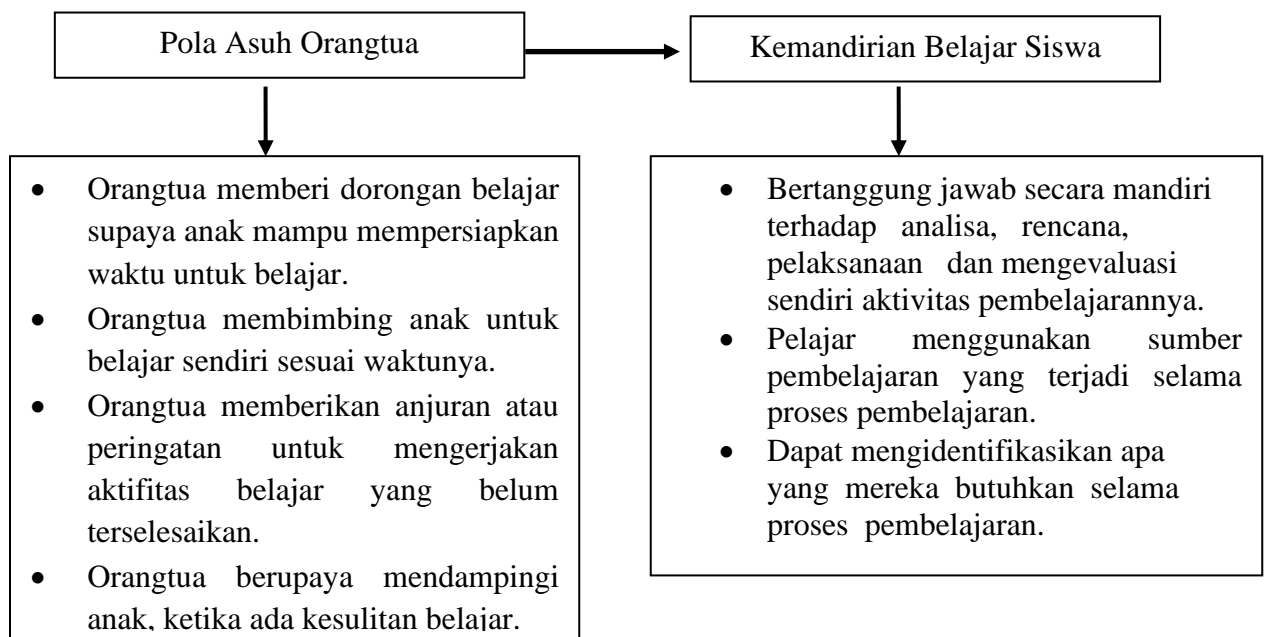 Pola Asuh Orangtua
Kemandirian Belajar Siswa
• Orangtua memberi dorongan belajar
supaya anak mampu mempersiapkan
waktu untuk belajar.
• Orangtua membimbing anak untuk
belajar sendiri sesuai waktunya.
• Orangtua memberikan anjuran atau
peringatan untuk mengerjakan
aktifitas belajar yang belum
terselesaikan.
• Orangtua berupaya mendampingi
anak, ketika ada kesulitan belajar.
• Bertanggung jawab secara mandiri
terhadap analisa, rencana,
pelaksanaan dan mengevaluasi
sendiri aktivitas pembelajarannya.
• Pelajar menggunakan sumber
pembelajaran yang terjadi selama
proses pembelajaran.
• Dapat mengidentifikasikan apa
yang mereka butuhkan selama
proses pembelajaran.